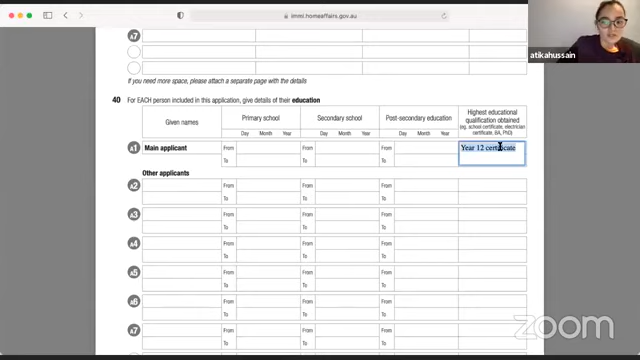 immi.homeaffairs.gov.au
atikahussain
A7
If you need more space, please attach a separate page with the details
40 For EACH person included in this application, give details of their education
Given names Primary school Secondary school Post-secondary education Highest educational qualification obtained (eg. school certificate, electrician certificate, BA, PhD)
Day Month Year Day Month Year Day Month Year
A1 Main applicant From From From Year 12 certificate
To To To
Other applicants
A2 From From From
To To To
A3 From From From
To To To
A4 From From From
To To To
A5 From From From
To To To
A6 From From From
To To To
A7 From From From
To To To
zoom